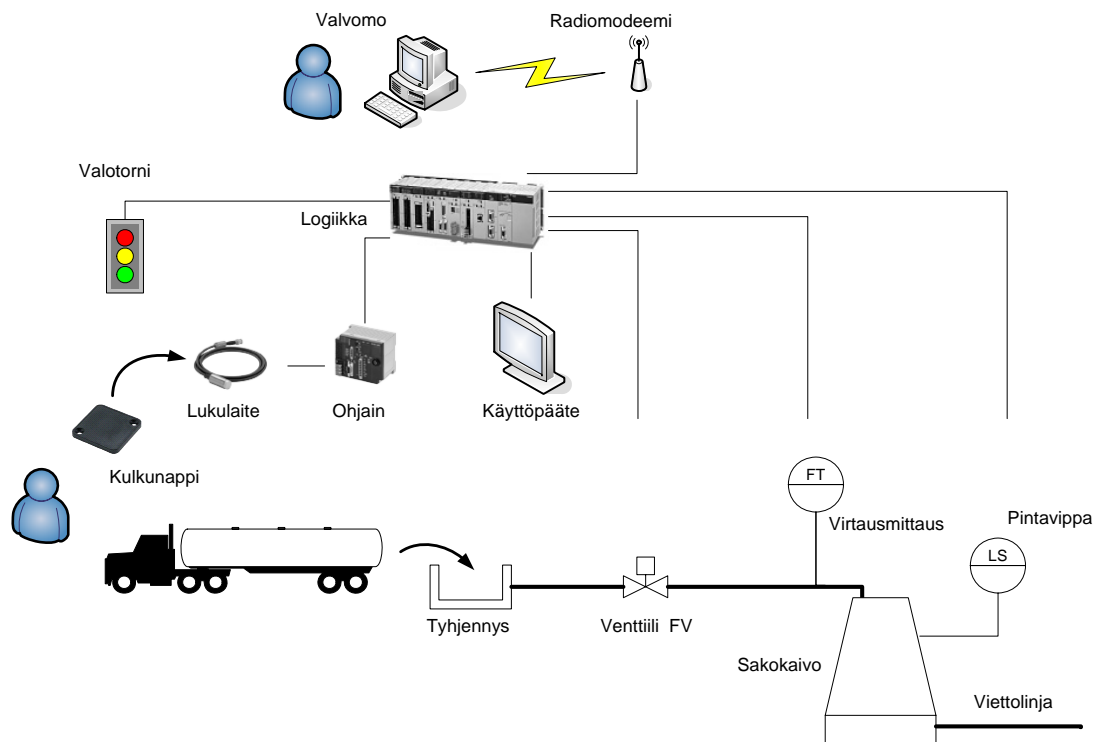 Valvomo
Radiomodeemi
Valotorni
Logiikka
Lukulaite
Ohjain
Käyttöpääte
Kulkunappi
FT
Virtausmittaus
Pintavippa
LS
Tyhjennys
Venttiili FV
Sakokaivo
Viettolinja